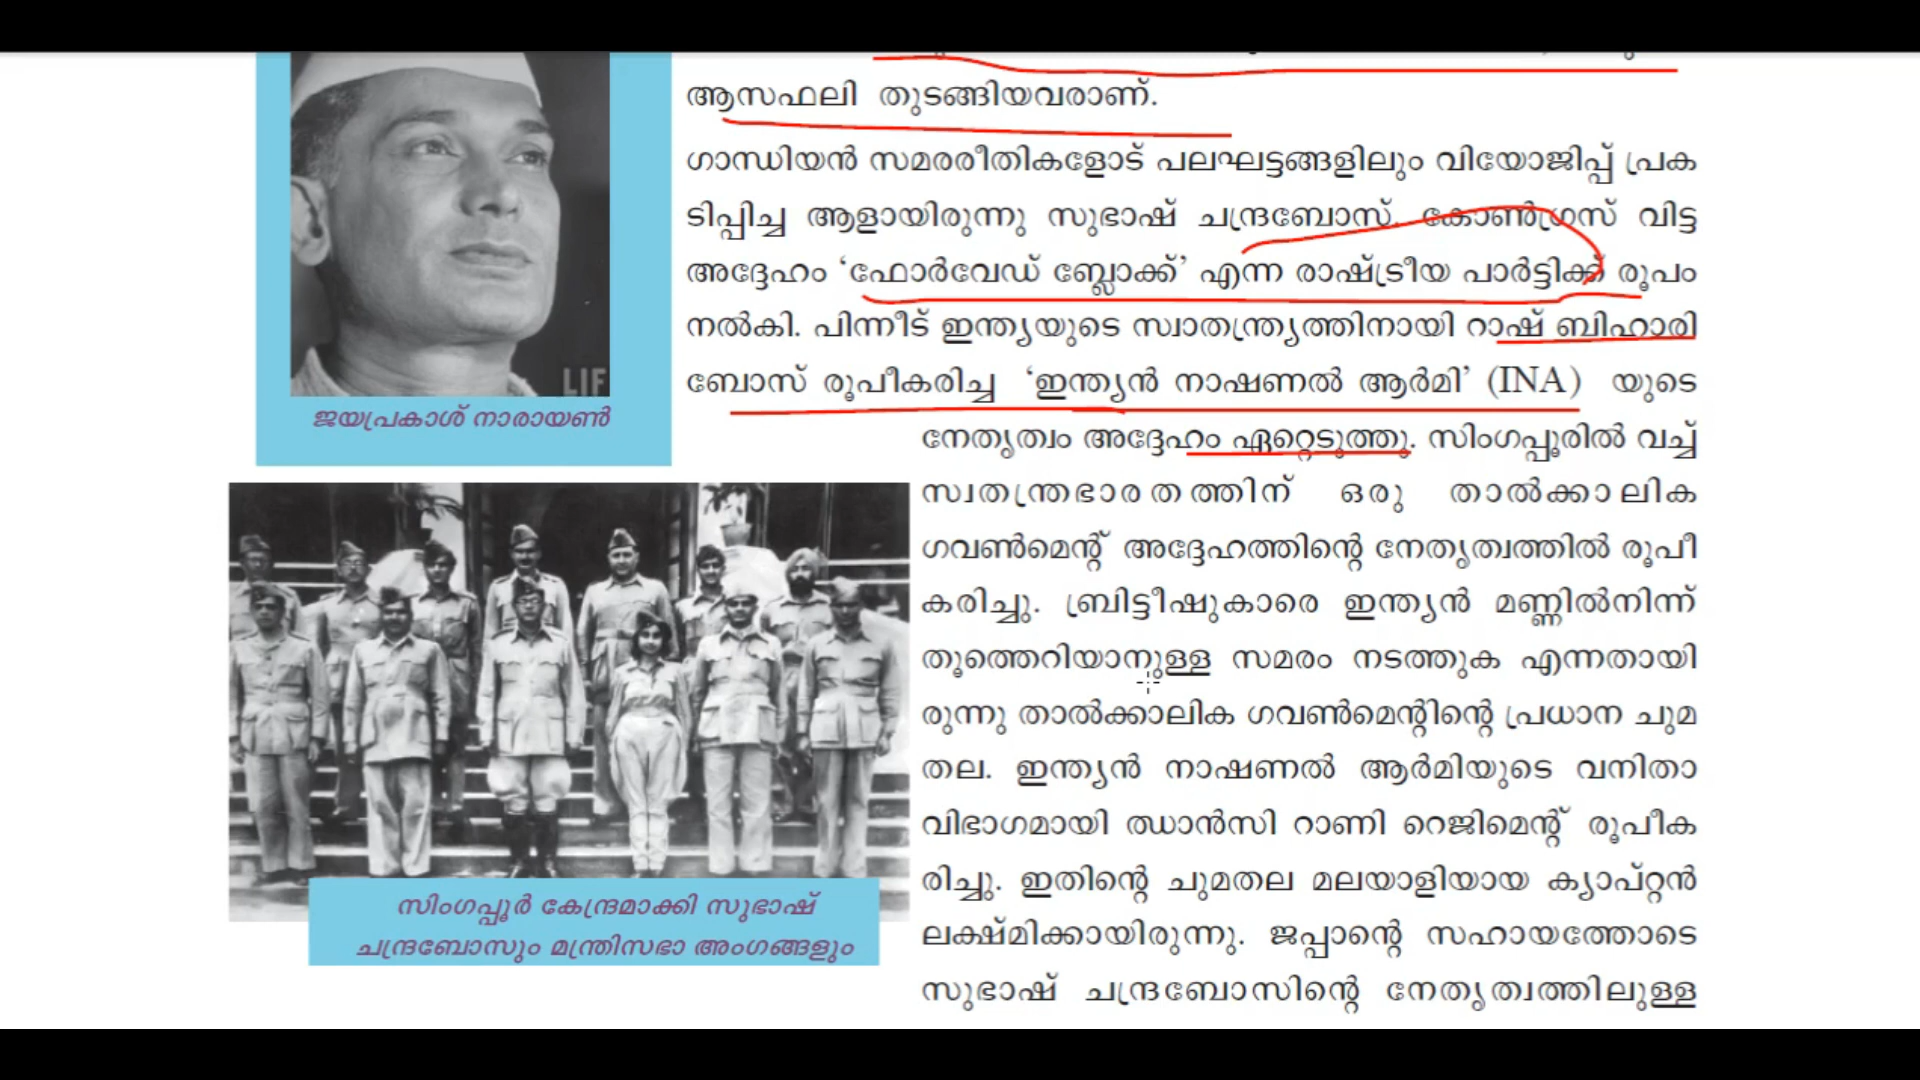 ആസഫലി തുടങ്ങിയവരാണ്.
ഗാന്ധിയൻ സമരരീതികളോട് പലഘട്ടങ്ങളിലും വിയോജിപ്പ് പ്രക
ടിപ്പിച്ച ആളായിരുന്നു സുഭാഷ് ചന്ദ്രബോസ്. കോൺഗ്രസ് വിട്ട
അദ്ദേഹം ‘ഫോർവേഡ് ബ്ലോക്ക്’ എന്ന രാഷ്ട്രീയ പാർട്ടിക്ക് രൂപം
നൽകി. പിന്നീട് ഇന്ത്യയുടെ സ്വാതന്ത്ര്യത്തിനായി റാഷ് ബിഹാരി
ബോസ് രൂപീകരിച്ച ‘ഇന്ത്യൻ നാഷണൽ ആർമി’ (INA) യുടെ
നേതൃത്വം അദ്ദേഹം ഏറ്റെടുത്തു. സിംഗപ്പൂരിൽ വച്ച്
സ്വതന്ത്രഭാരതത്തിന് ഒരു താൽക്കാലിക
ഗവൺമെന്റ് അദ്ദേഹത്തിന്റെ നേതൃത്വത്തിൽ രൂപീ
കരിച്ചു. ബ്രിട്ടീഷുകാരെ ഇന്ത്യൻ മണ്ണിൽനിന്ന്
തൂത്തെറിയാനുള്ള സമരം നടത്തുക എന്നതായി
രുന്നു താൽക്കാലിക ഗവൺമെന്റിന്റെ പ്രധാന ചുമ
തല. ഇന്ത്യൻ നാഷണൽ ആർമിയുടെ വനിതാ
വിഭാഗമായി ഝാൻസി റാണി റെജിമെന്റ് രൂപീക
രിച്ചു. ഇതിന്റെ ചുമതല മലയാളിയായ ക്യാപ്റ്റൻ
ലക്ഷ്മിക്കായിരുന്നു. ജപ്പാന്റെ സഹായത്തോടെ
സുഭാഷ് ചന്ദ്രബോസിന്റെ നേതൃത്വത്തിലുള്ള
LIF
ജയപ്രകാശ് നാരായൺ
സിംഗപ്പൂർ കേന്ദ്രമാക്കി സുഭാഷ്
ചന്ദ്രബോസും മന്ത്രിസഭാ അംഗങ്ങളും